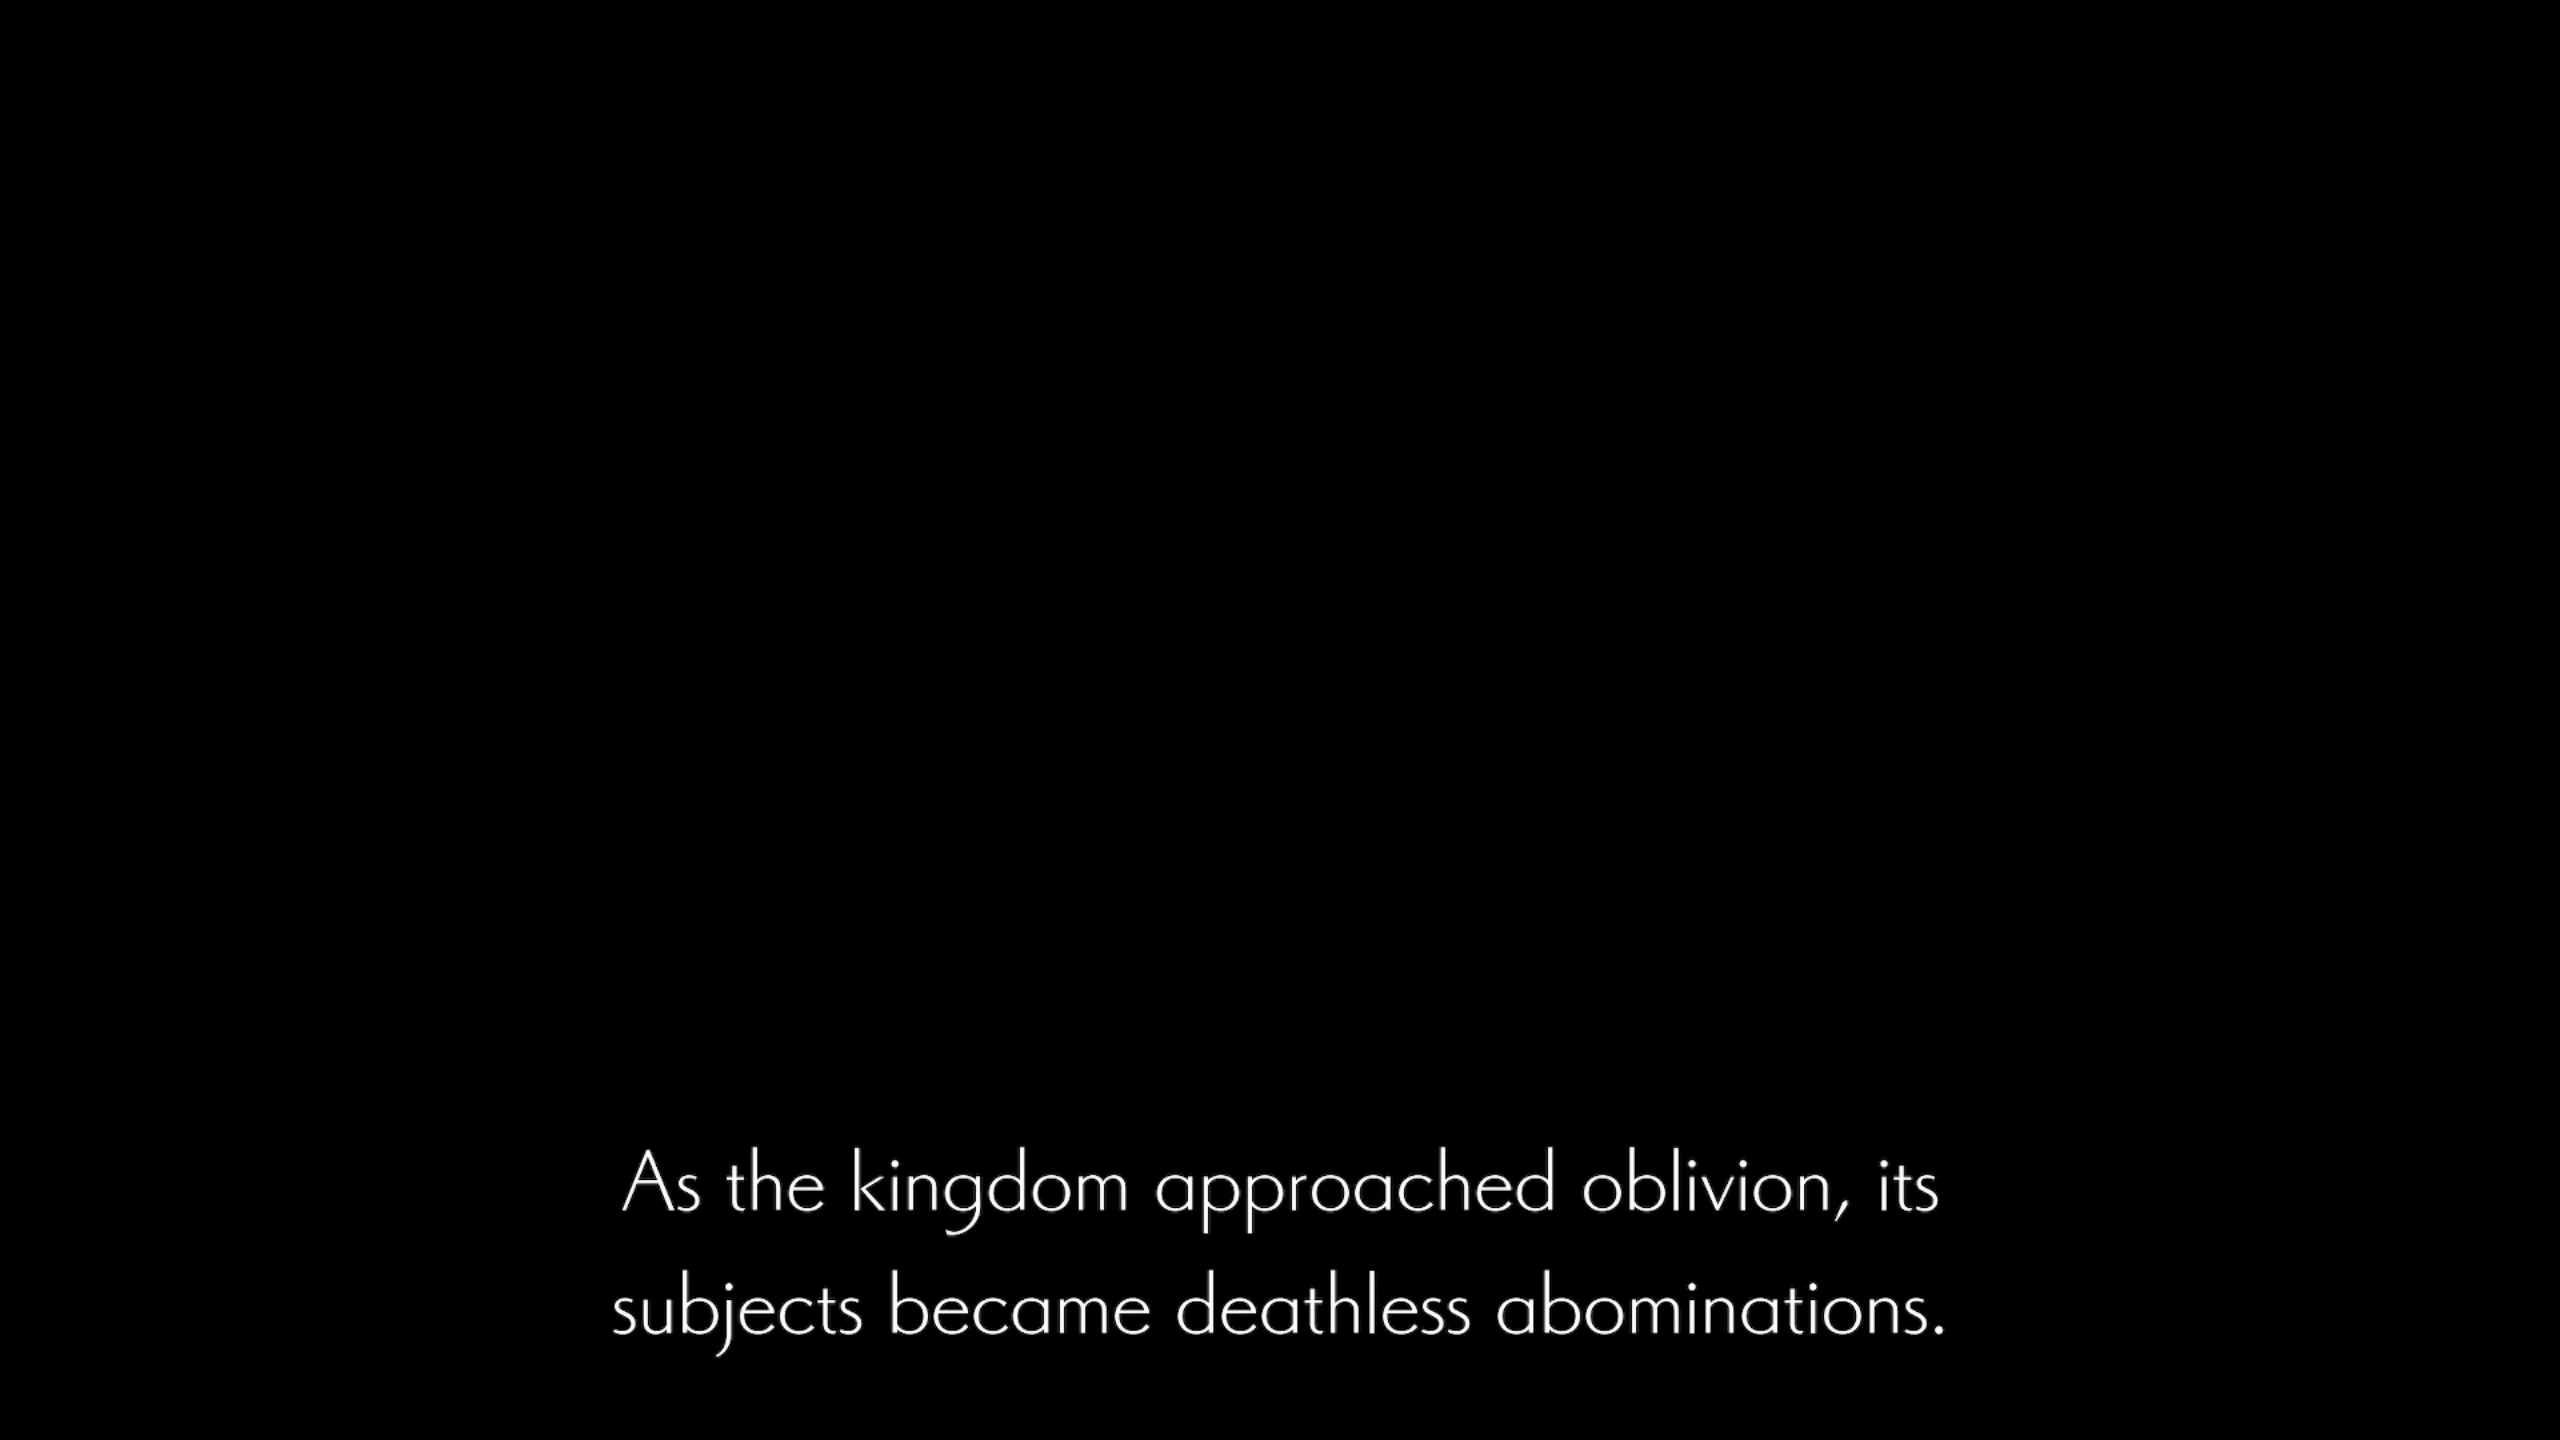 As the kingdom approached oblivion, its
subjects became deathless abominations.